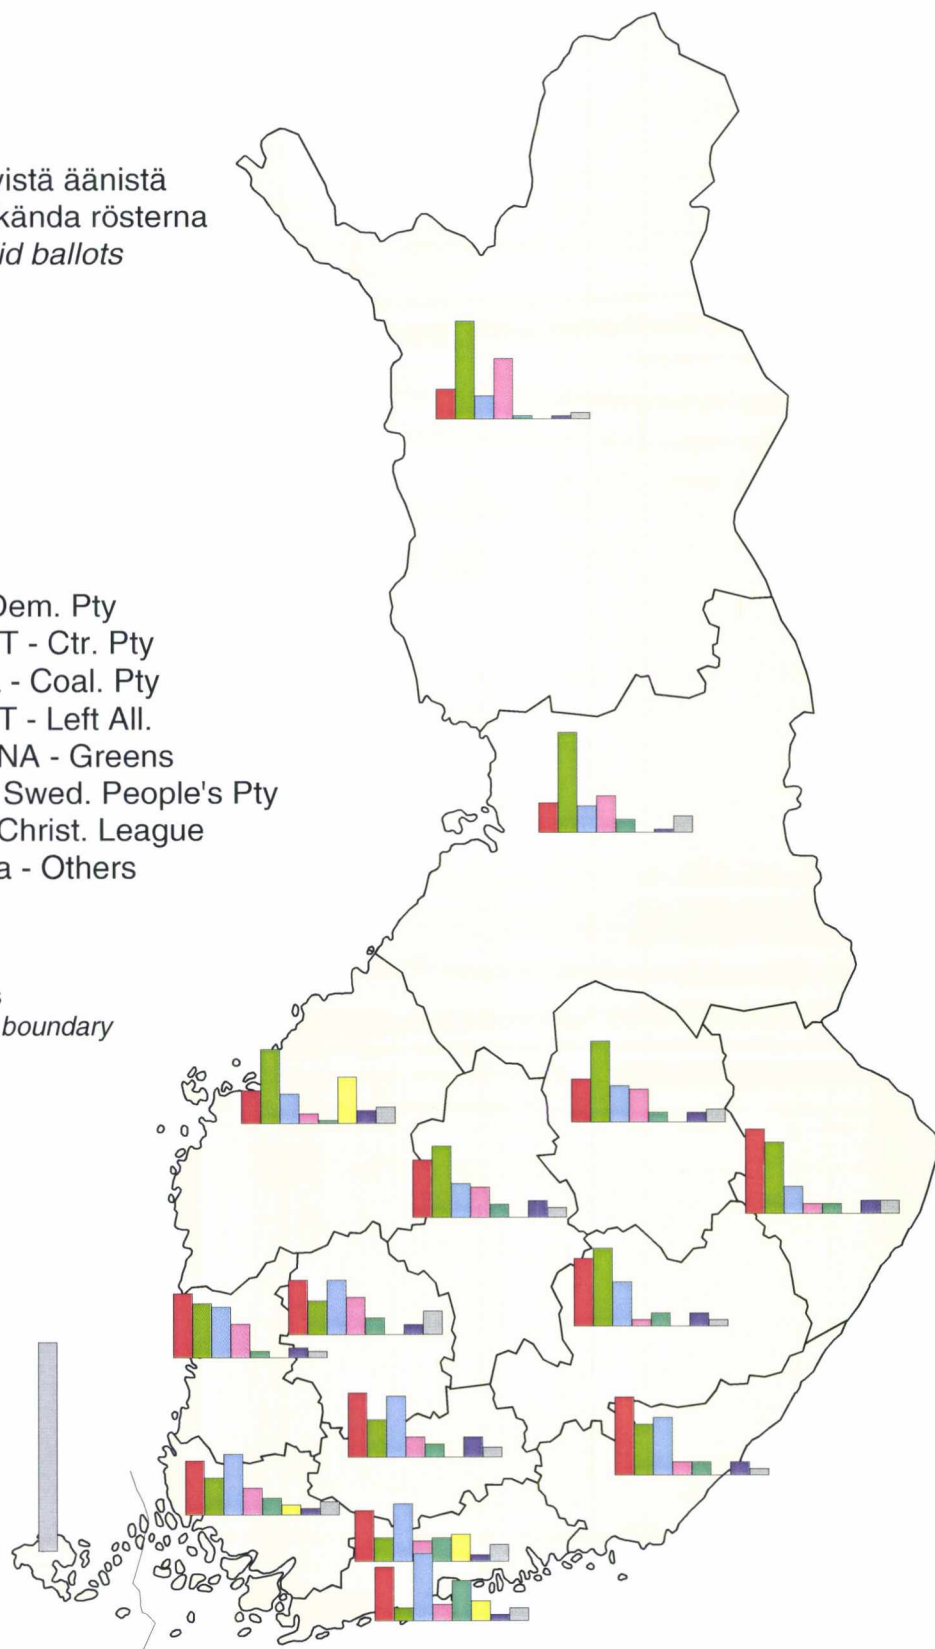 vistä äänistä
kända rösterna
id ballots
Dem. Pty
T - Ctr. Pty
- Coal. Pty
T - Left All.
NA - Greens
Swed. People's Pty
Christ. League
a - Others
s
boundary